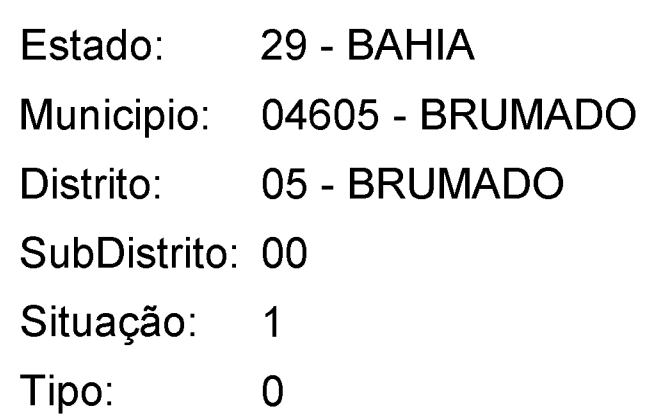 Estado: 29 - BAHIA
Municipio: 04605 - BRUMADO
Distrito: 05 - BRUMADO
SubDistrito: 00
Situação: 1
Tipo: 0